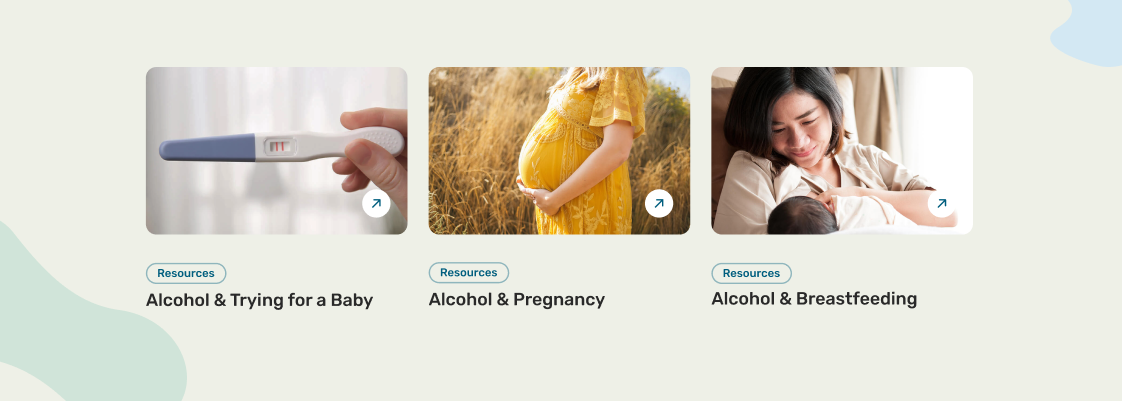 Resources
Alcohol & Trying for a Baby
Resources
Alcohol & Pregnancy
Resources
Alcohol & Breastfeeding